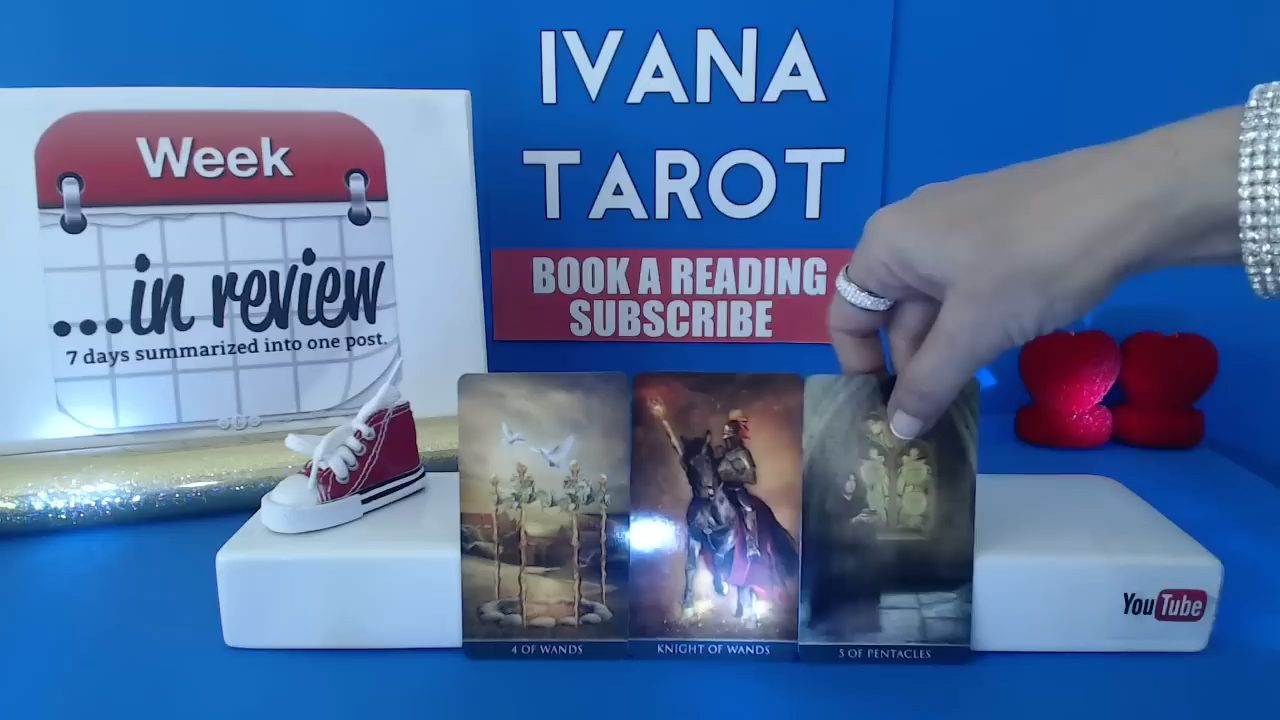 Week
...in review
7 days summarized into one post.
IVANA
TAROT
BOOK A READING
SUBSCRIBE
4 OF WANDS
KNIGHT OF WANDS
5 OF PENTACLES
YouTube